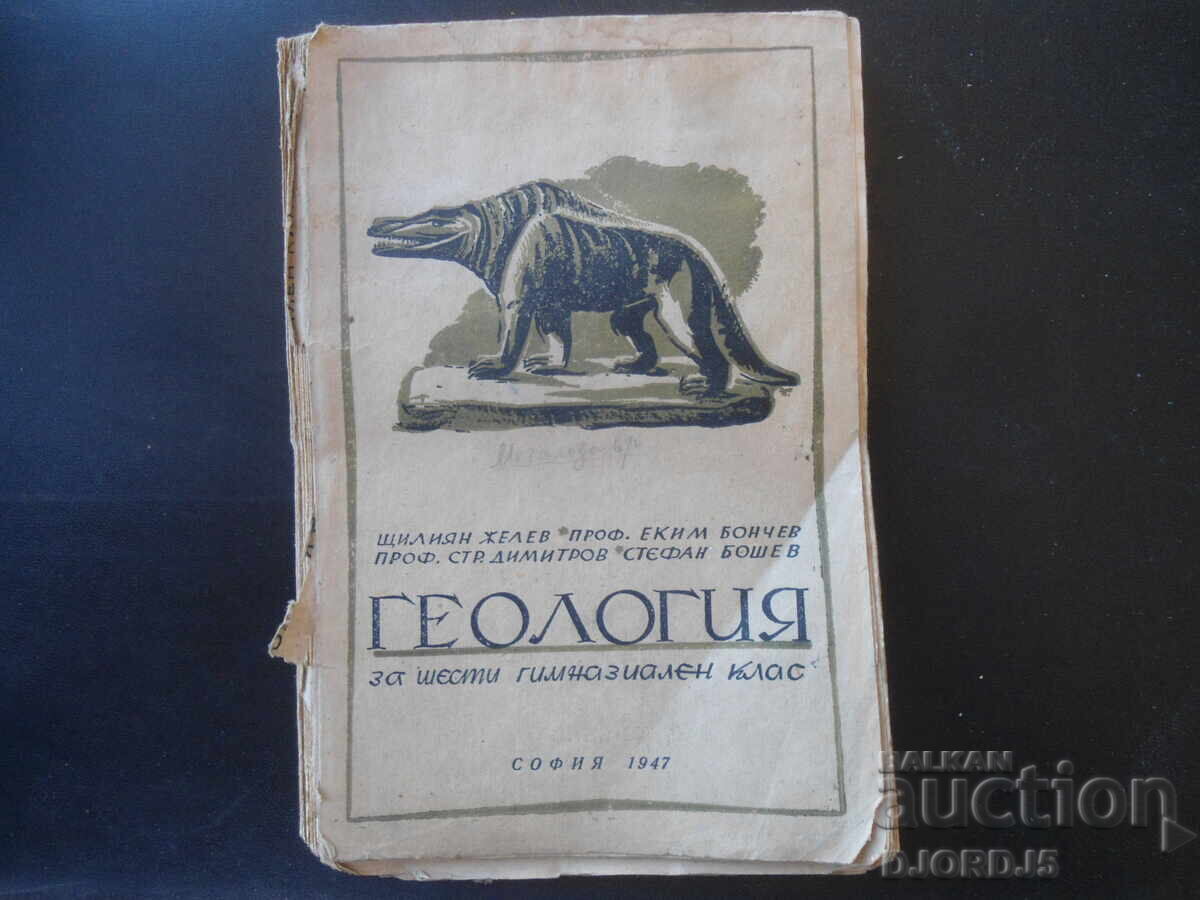 ЩИЛИЯН ЖЕЛЕВ • ПРОФ. ЕКИМ БОНЧЕВ
ПРОФ. СТР. ДИМИТРОВ • СТЕФАН БОШЕВ
ГЕОЛОГИЯ
за шести гимназиален клас
СОФИЯ 1947
BALKAN
auction
DJORDJ5